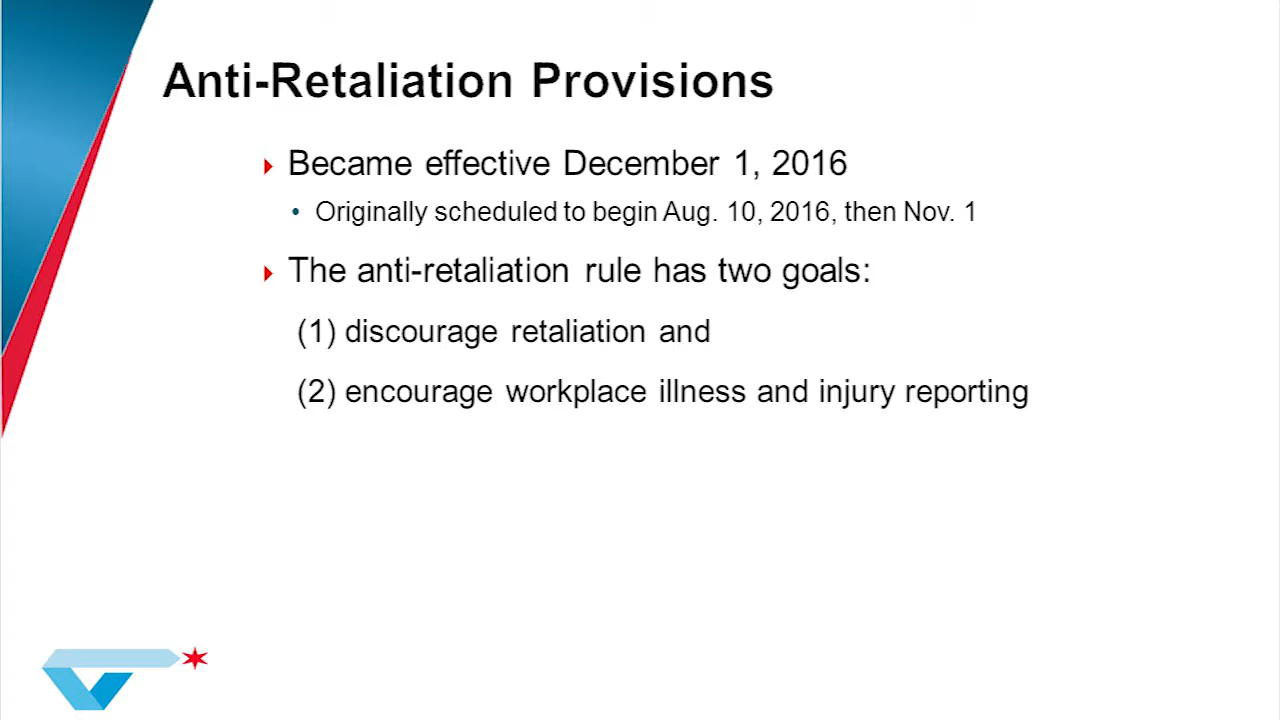 Anti-Retaliation Provisions
Became effective December 1, 2016
• Originally scheduled to begin Aug. 10, 2016, then Nov. 1
The anti-retaliation rule has two goals:
(1) discourage retaliation and
(2) encourage workplace illness and injury reporting